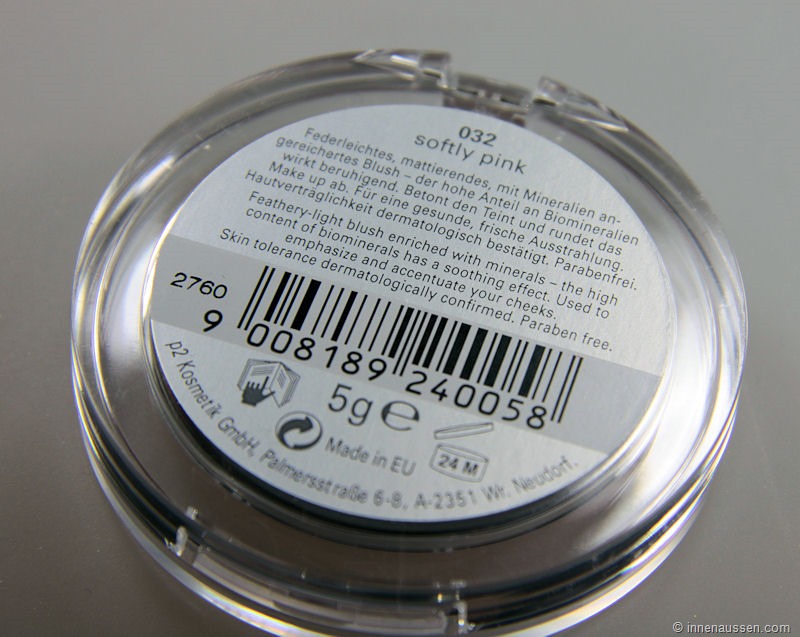 032
softly pink
Federleichtes, mattierendes, mit Mineralien an-
gereichertes Blush – der hohe Anteil an Biomineralien
wirkt beruhigend. Betont den Teint und rundet das
Make up ab. Für eine gesunde, frische Ausstrahlung.
Hautverträglichkeit dermatologisch bestätigt. Parabenfrei.
Feathery-light blush enriched with minerals – the high
content of biominerals has a soothing effect. Used to
emphasize and accentuate your cheeks.
Skin tolerance dermatologically confirmed. Paraben free.
2760
9 008189 240058
5g e
24 M
Made in EU
p2 Kosmetik GmbH, Palmersstraße 6-8, A-2351 Wr. Neudorf.
© innenaussen.com